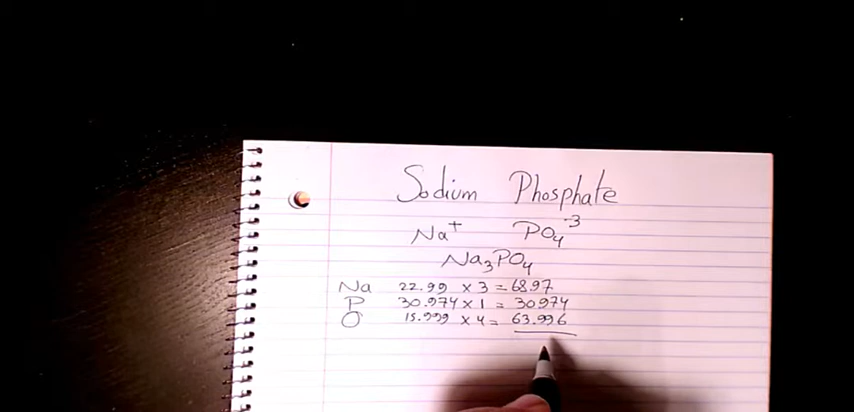 Sodium Phosphate
Na⁺ PO₄⁻³
Na₃PO₄
Na 22.99 x 3 = 68.97
P 30.974 x 1 = 30.974
O 15.999 x 4 = 63.996